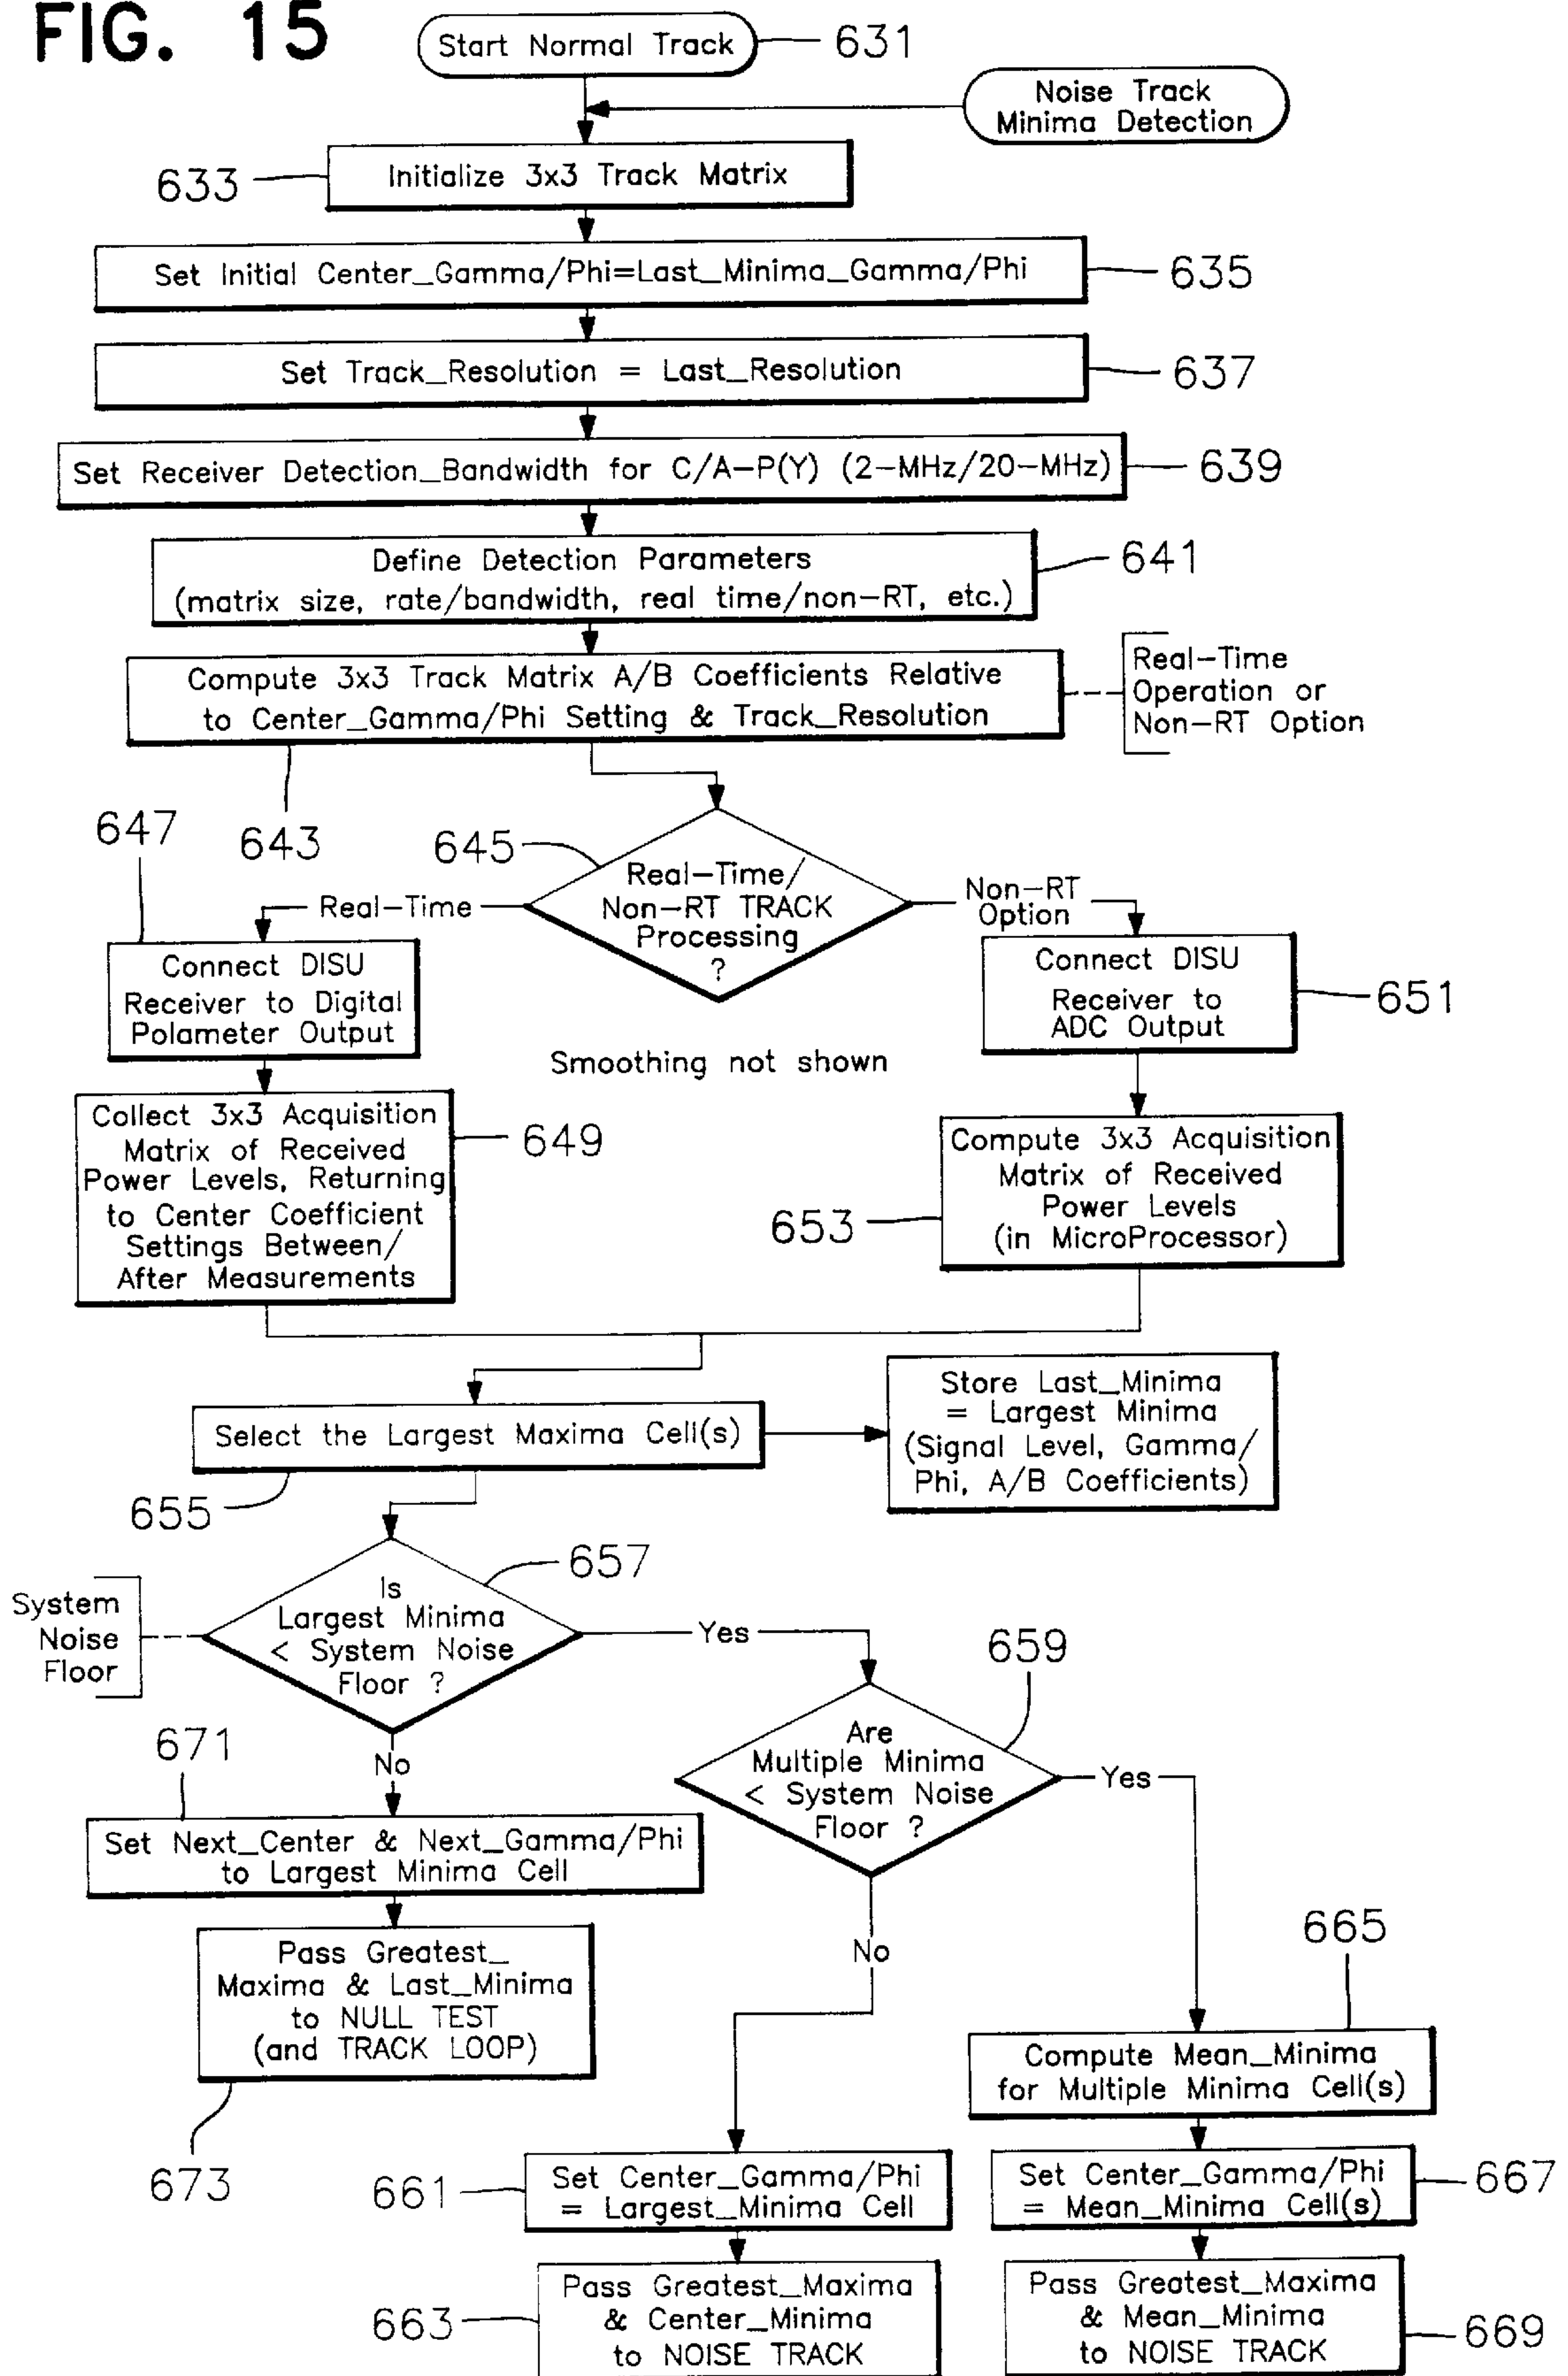 FIG. 15
Start Normal Track
631
Noise Track
Minima Detection
633
Initialize 3x3 Track Matrix
Set Initial Center_Gamma/Phi=Last_Minima_Gamma/Phi
635
Set Track_Resolution = Last_Resolution
637
Set Receiver Detection_Bandwidth for C/A-P(Y) (2-MHz/20-MHz)
639
Define Detection Parameters
(matrix size, rate/bandwidth, real time/non-RT, etc.)
641
Compute 3x3 Track Matrix A/B Coefficients Relative
to Center_Gamma/Phi Setting & Track_Resolution
Real-Time
Operation or
Non-RT Option
643
645
Real-Time/
Non-RT TRACK
Processing
?
Real-Time
Non-RT
Option
647
Connect DISU
Receiver to Digital
Polameter Output
Connect DISU
Receiver to
ADC Output
651
Smoothing not shown
Collect 3x3 Acquisition
Matrix of Received
Power Levels, Returning
to Center Coefficient
Settings Between/
After Measurements
649
Compute 3x3 Acquisition
Matrix of Received
Power Levels
(in MicroProcessor)
653
Select the Largest Maxima Cell(s)
655
Store Last_Minima
= Largest Minima
(Signal Level, Gamma/
Phi, A/B Coefficients)
System
Noise
Floor
Is
Largest Minima
< System Noise
Floor ?
657
Yes
No
659
Are
Multiple Minima
< System Noise
Floor ?
Yes
No
671
Set Next_Center & Next_Gamma/Phi
to Largest Minima Cell
Pass Greatest_
Maxima & Last_Minima
to NULL TEST
(and TRACK LOOP)
673
665
Compute Mean_Minima
for Multiple Minima Cell(s)
661
Set Center_Gamma/Phi
= Largest_Minima Cell
Set Center_Gamma/Phi
= Mean_Minima Cell(s)
667
663
Pass Greatest_Maxima
& Center_Minima
to NOISE TRACK
Pass Greatest_Maxima
& Mean_Minima
to NOISE TRACK
669